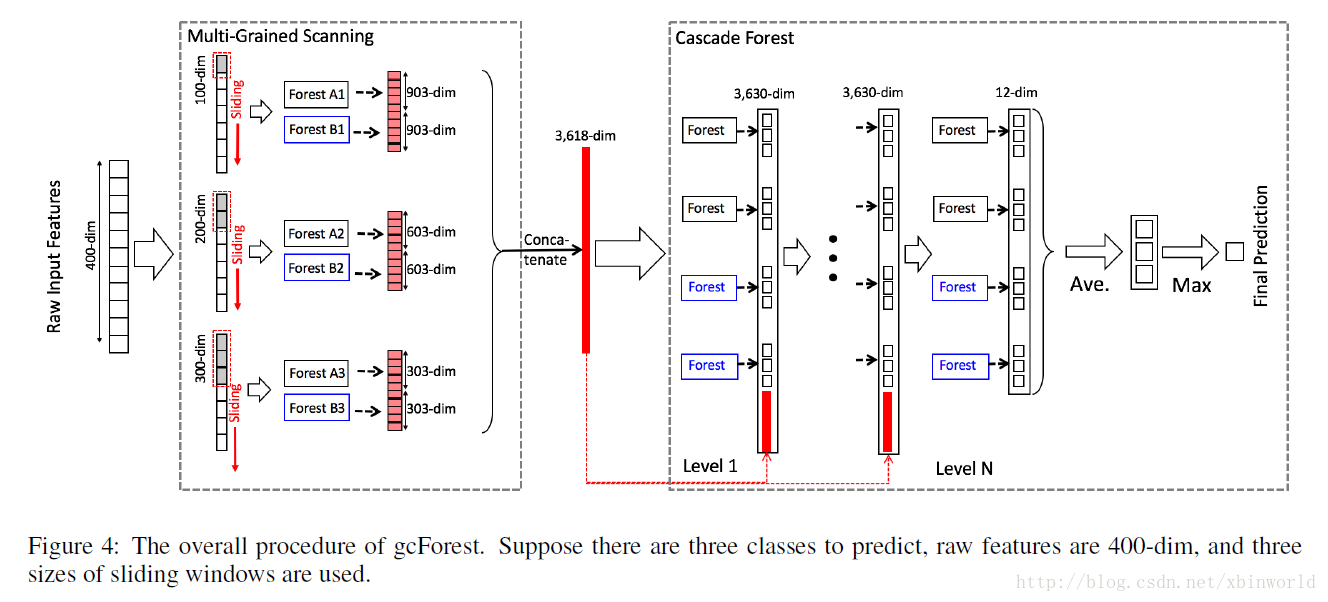 Multi-Grained Scanning
Cascade Forest
Raw Input Features
400-dim
100-dim
Sliding
Forest A1
Forest B1
903-dim
903-dim
200-dim
Sliding
Forest A2
Forest B2
603-dim
603-dim
300-dim
Sliding
Forest A3
Forest B3
303-dim
303-dim
Conca-
tenate
3,618-dim
3,630-dim
3,630-dim
12-dim
Forest
Forest
Forest
Forest
Forest
Forest
Forest
Forest
Level 1
Level N
Ave.
Max
Final Prediction
Figure 4: The overall procedure of gcForest. Suppose there are three classes to predict, raw features are 400-dim, and three
sizes of sliding windows are used.
http://blog.csdn.net/xbinworld